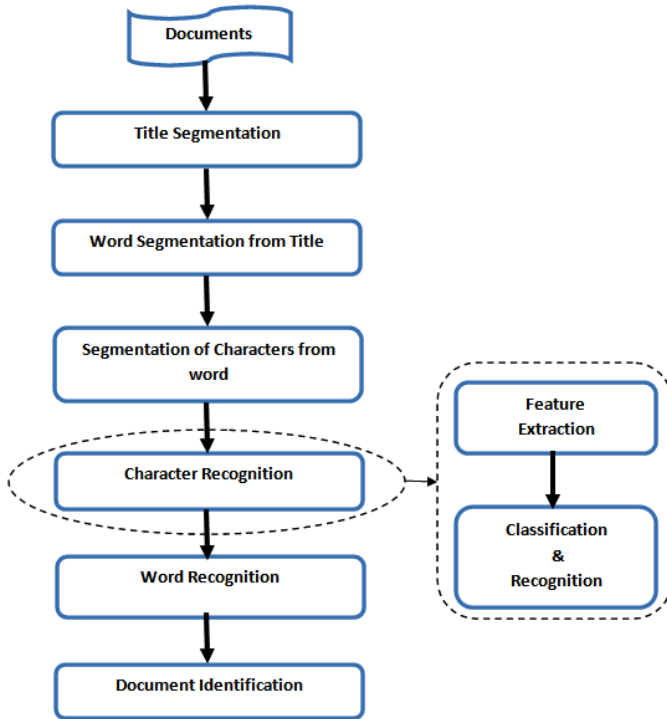 Documents
Title Segmentation
Word Segmentation from Title
Segmentation of Characters from
word
Character Recognition
Word Recognition
Document Identification
Feature
Extraction
Classification
&
Recognition